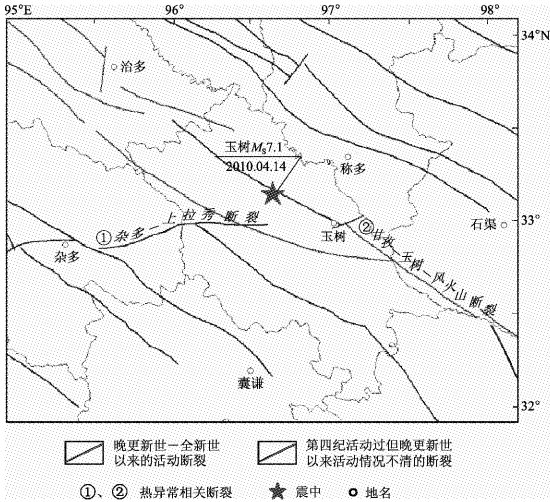 95°E 96° 97° 98°
34°N
治多
玉树MS7.1
2010.04.14
称多
33°
①杂多—上拉秀断裂
杂多
玉树
②甘孜—玉树—风火山断裂
石渠
囊谦
32°
晚更新世—全新世
以来的活动断裂
第四纪活动过但晚更新世
以来活动情况不清的断裂
①、② 热异常相关断裂
震中
地名